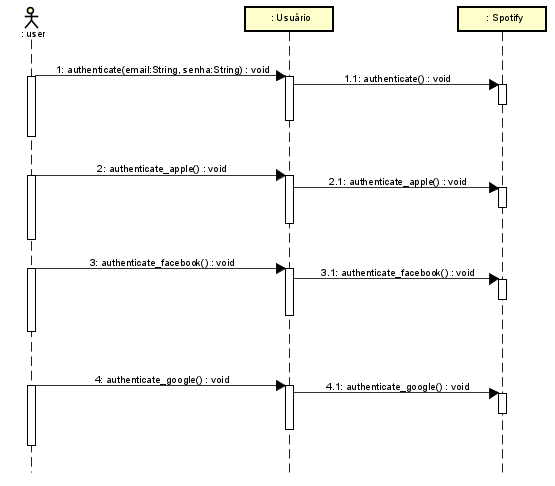 : user
: Usuário
: Spotify
1: authenticate(email:String, senha:String) : void
1.1: authenticate() : void
2: authenticate_apple() : void
2.1: authenticate_apple() : void
3: authenticate_facebook() : void
3.1: authenticate_facebook() : void
4: authenticate_google() : void
4.1: authenticate_google() : void